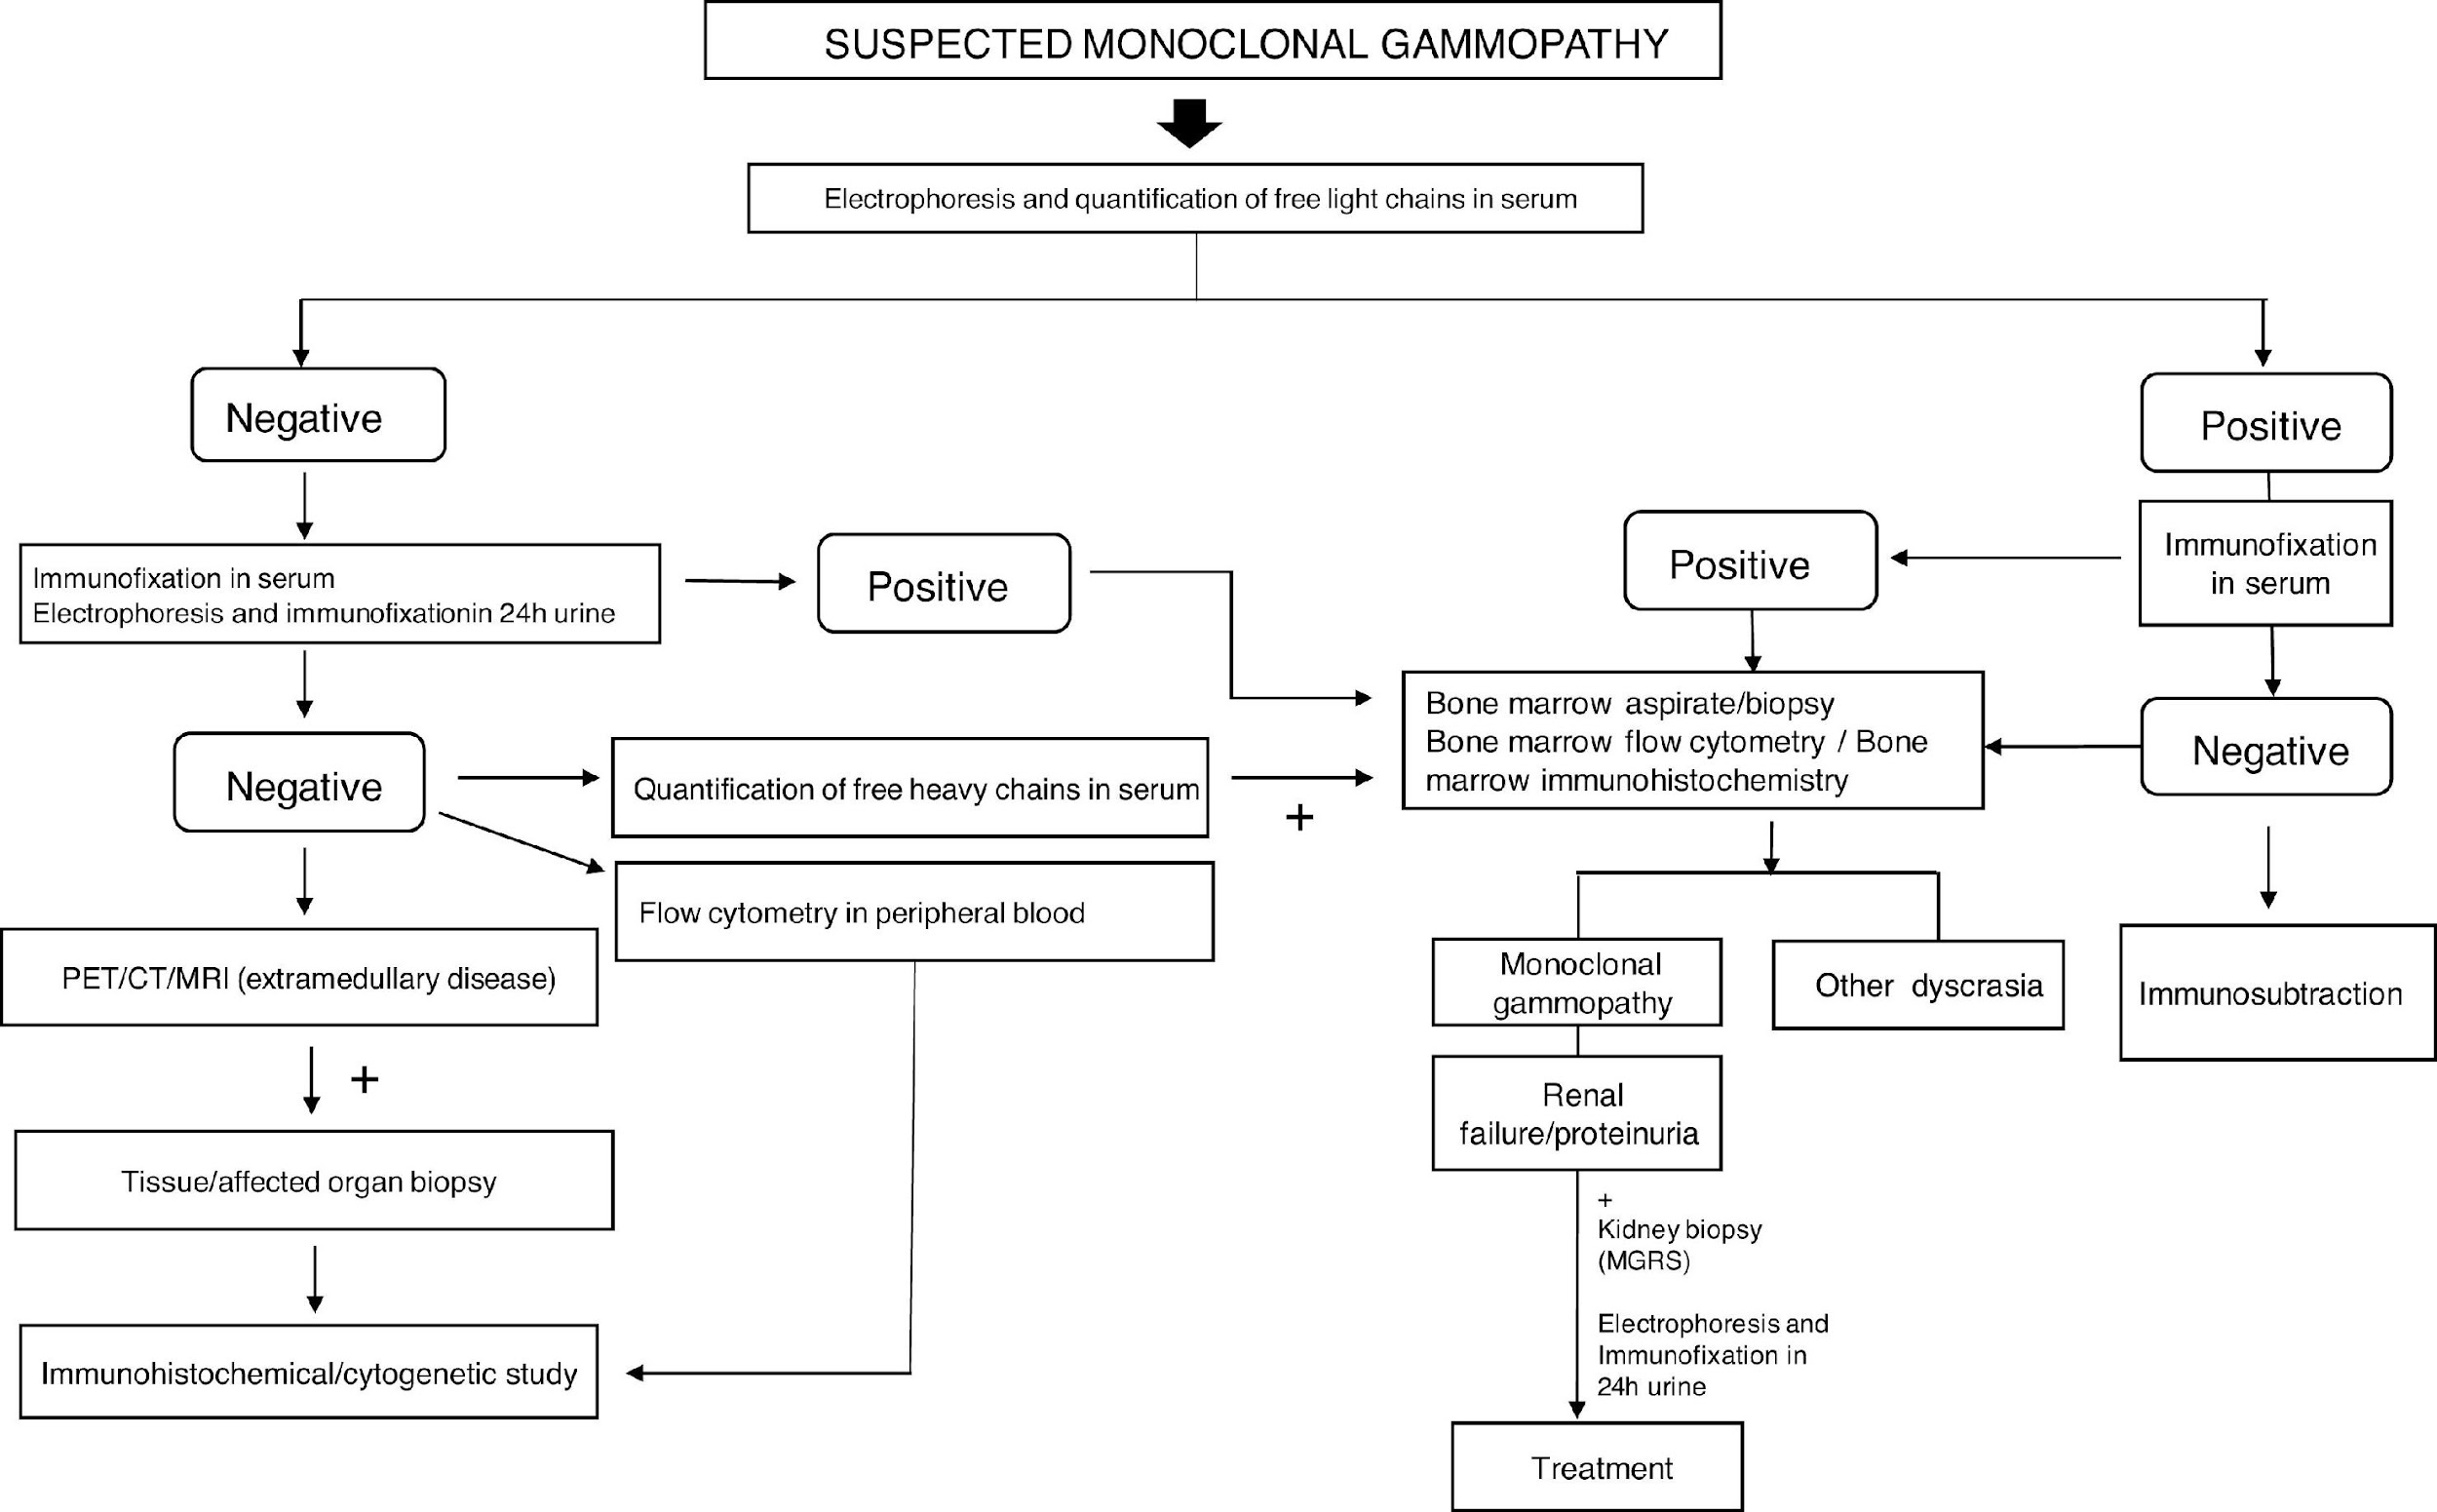 SUSPECTED MONOCLONAL GAMMOPATHY
Electrophoresis and quantification of free light chains in serum
Negative
Positive
Immunofixation in serum
Electrophoresis and immunofixationin 24h urine
Positive
Positive
Immunofixation
in serum
Negative
Quantification of free heavy chains in serum
+
Flow cytometry in peripheral blood
Bone marrow aspirate/biopsy
Bone marrow flow cytometry / Bone
marrow immunohistochemistry
Negative
PET/CT/MRI (extramedullary disease)
+
Monoclonal
gammopathy
Other dyscrasia
Immunosubtraction
Renal
failure/proteinuria
Tissue/affected organ biopsy
+
Kidney biopsy
(MGRS)
Electrophoresis and
Immunofixation in
24h urine
Immunohistochemical/cytogenetic study
Treatment